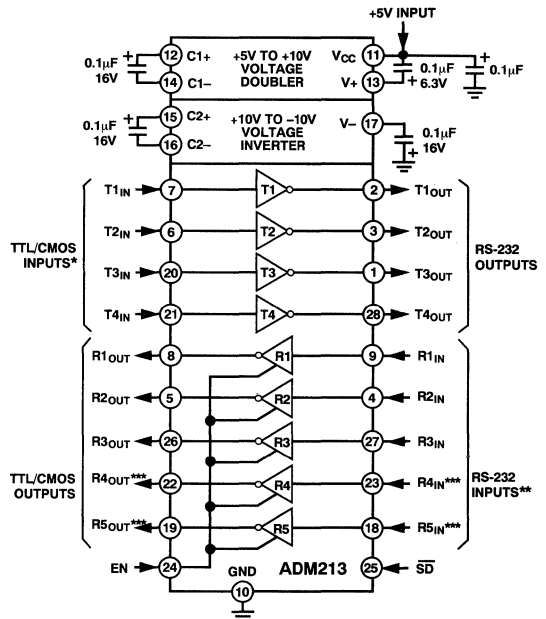 +5V INPUT
0.1µF
16V
12
C1+
14
C1–
+5V TO +10V
VOLTAGE
DOUBLER
VCC
11
V+
13
0.1µF
6.3V
0.1µF
0.1µF
16V
15
C2+
16
C2–
+10V TO –10V
VOLTAGE
INVERTER
V–
17
0.1µF
16V
TTL/CMOS
INPUTS*
T1IN 7 T1 2 T1OUT
T2IN 6 T2 3 T2OUT
T3IN 20 T3 1 T3OUT
T4IN 21 T4 28 T4OUT
RS-232
OUTPUTS
TTL/CMOS
OUTPUTS
R1OUT 8 R1 9 R1IN
R2OUT 5 R2 4 R2IN
R3OUT 26 R3 27 R3IN
R4OUT*** 22 R4 23 R4IN***
R5OUT*** 19 R5 18 R5IN***
RS-232
INPUTS**
EN 24
GND
10
ADM213
25 SD